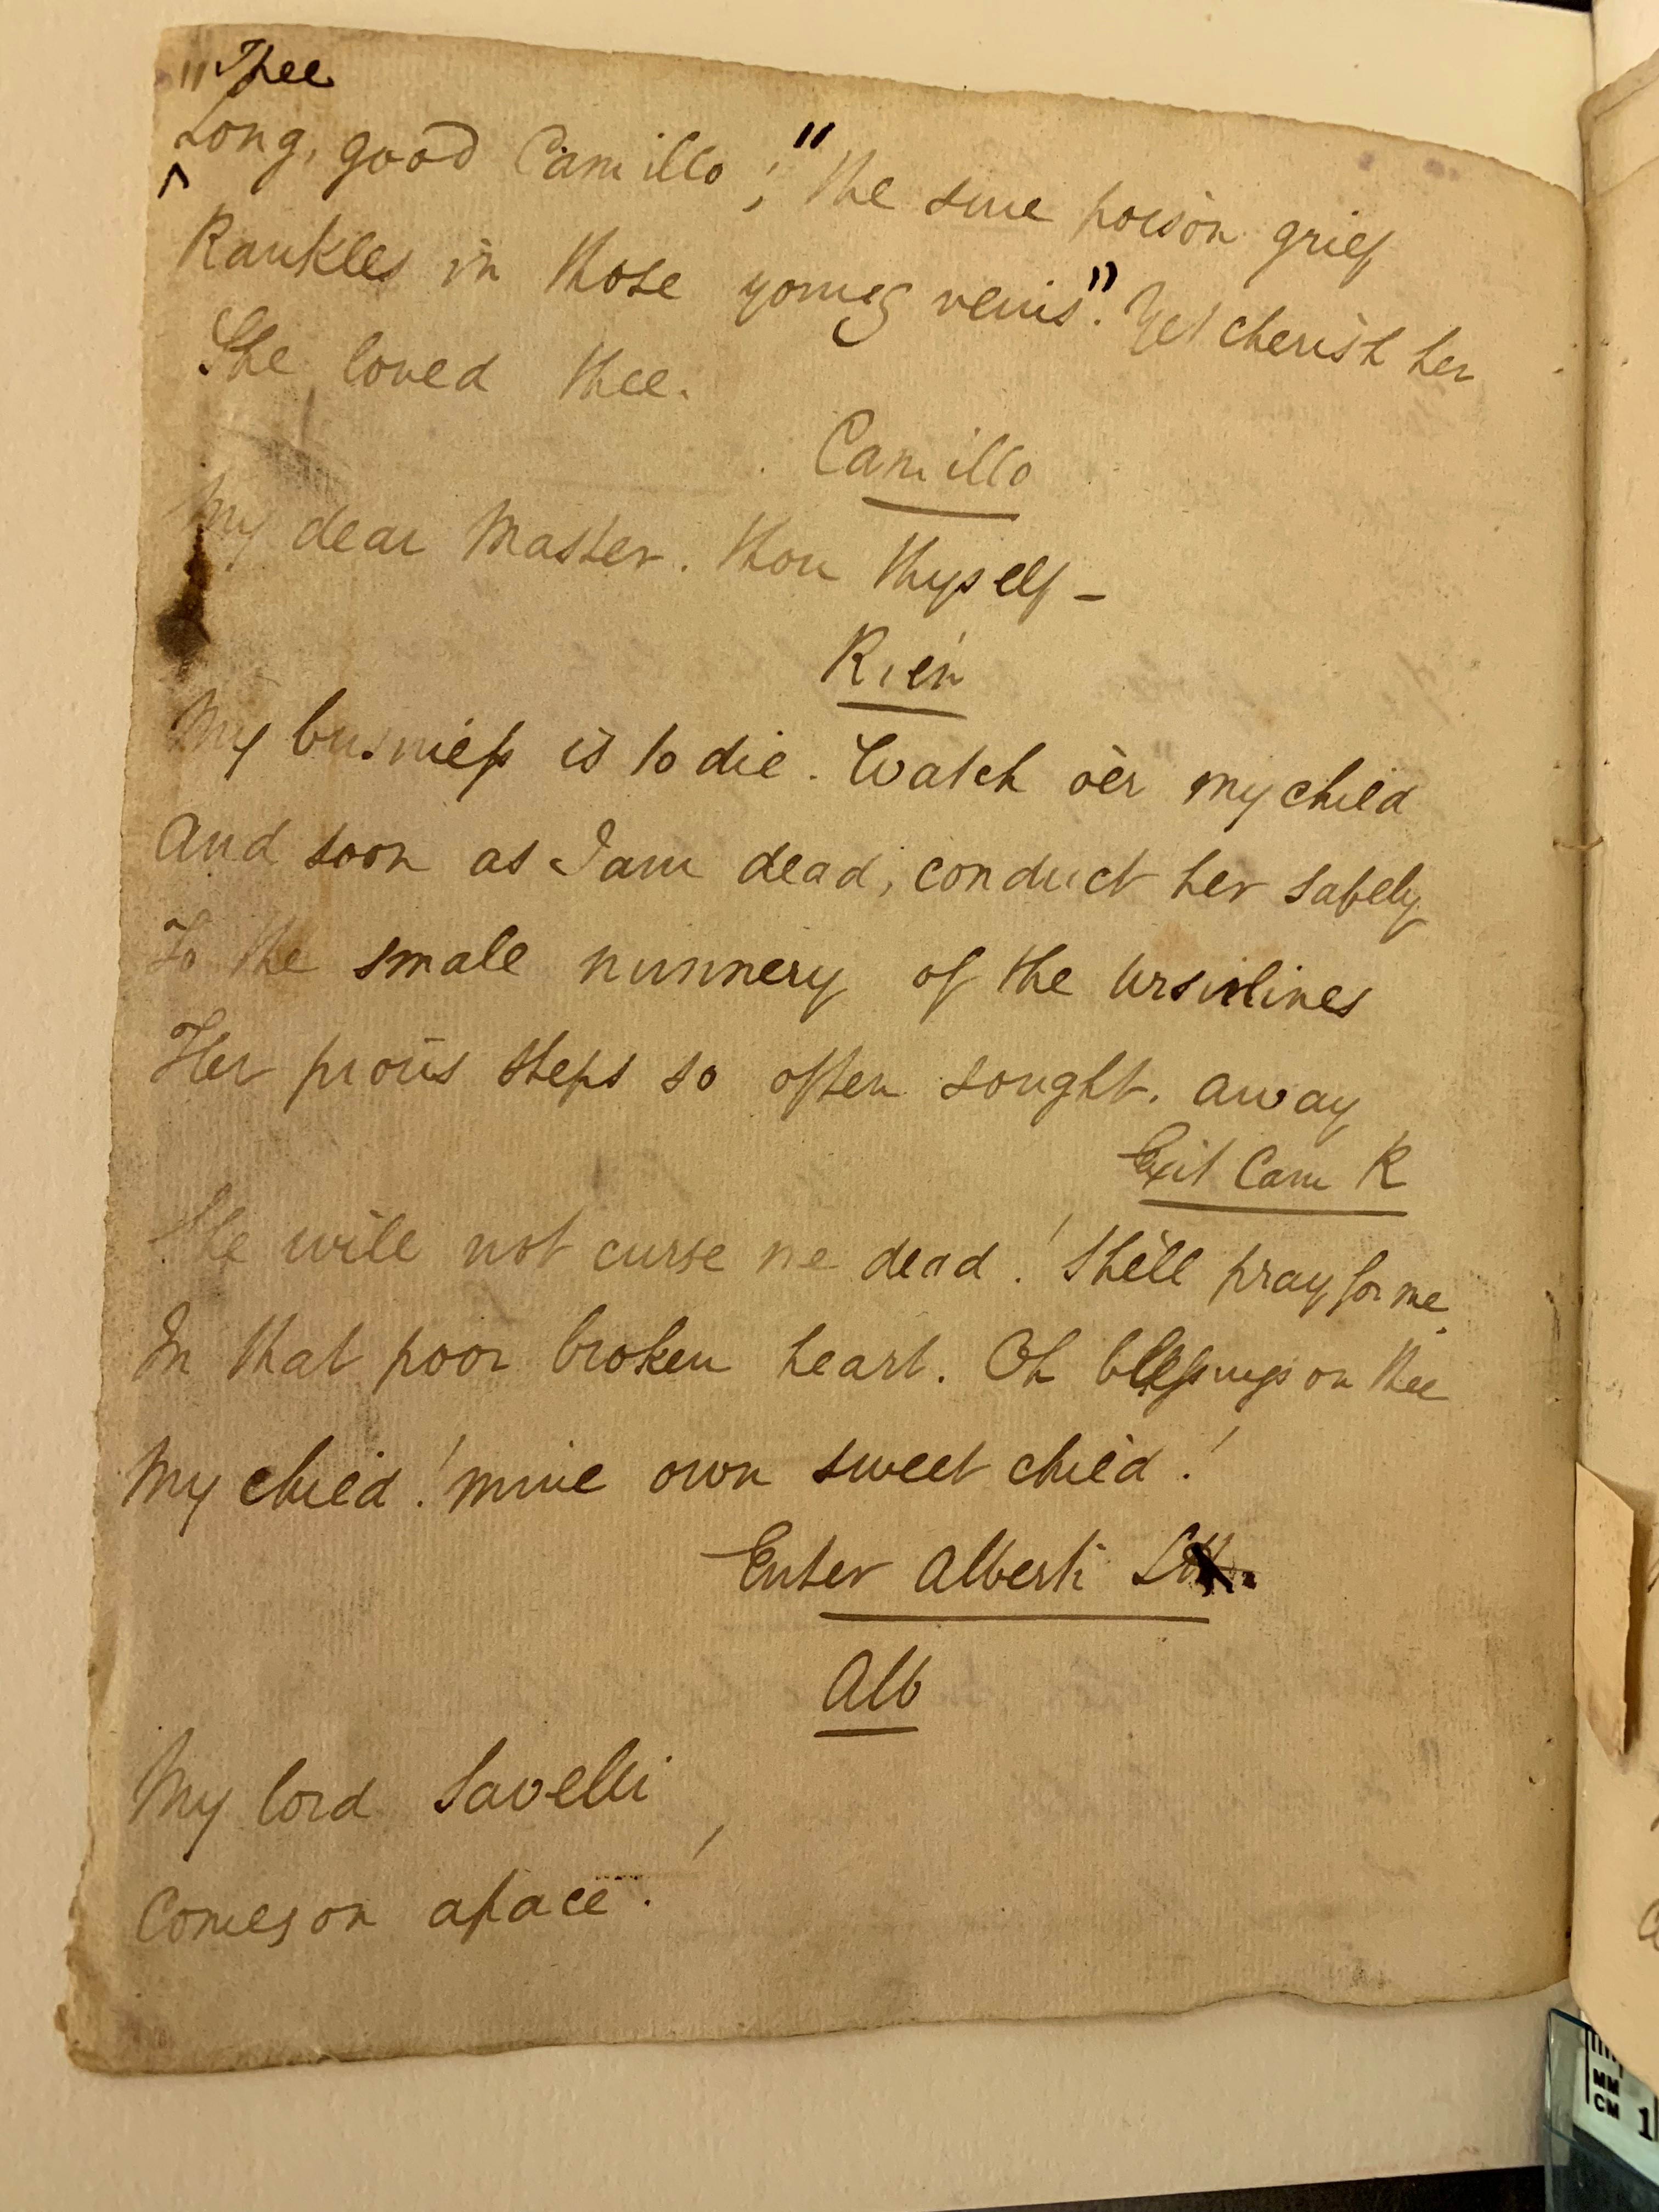 " Thee
^ Long, good Camillo ; " the sure poison grief
Rankles in those young veins ". Yet cherish her
She loved thee.
Camillo
My dear Master. Thou thyself –
Rien
My business is to die. Watch o'er my child
And soon as I am dead, conduct her safely
To the small nunnery of the Ursulines
Her pious steps so often sought. Away
Exit Cam R
She will not curse me dead ! She'll pray for me
In that poor broken heart. Oh blessings on thee
My child ! mine own sweet child !
Enter Alberti
Alb
My lord Savelli,
Comes on apace.
MM
CM 1